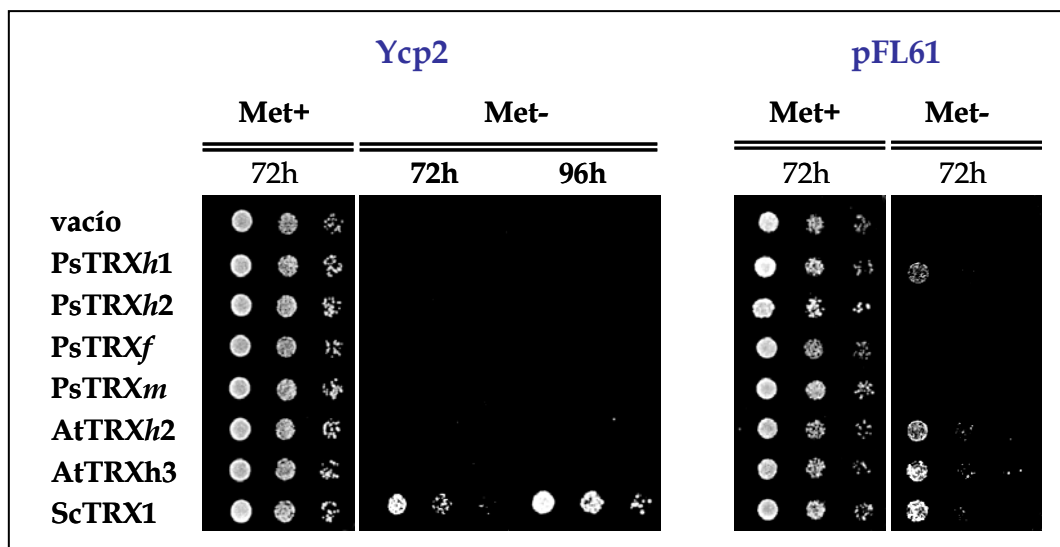 Ycp2 pFL61
Met+ Met- Met+ Met-
72h 72h 96h 72h 72h
vacío
PsTRXh1
PsTRXh2
PsTRXf
PsTRXm
AtTRXh2
AtTRXh3
ScTRX1